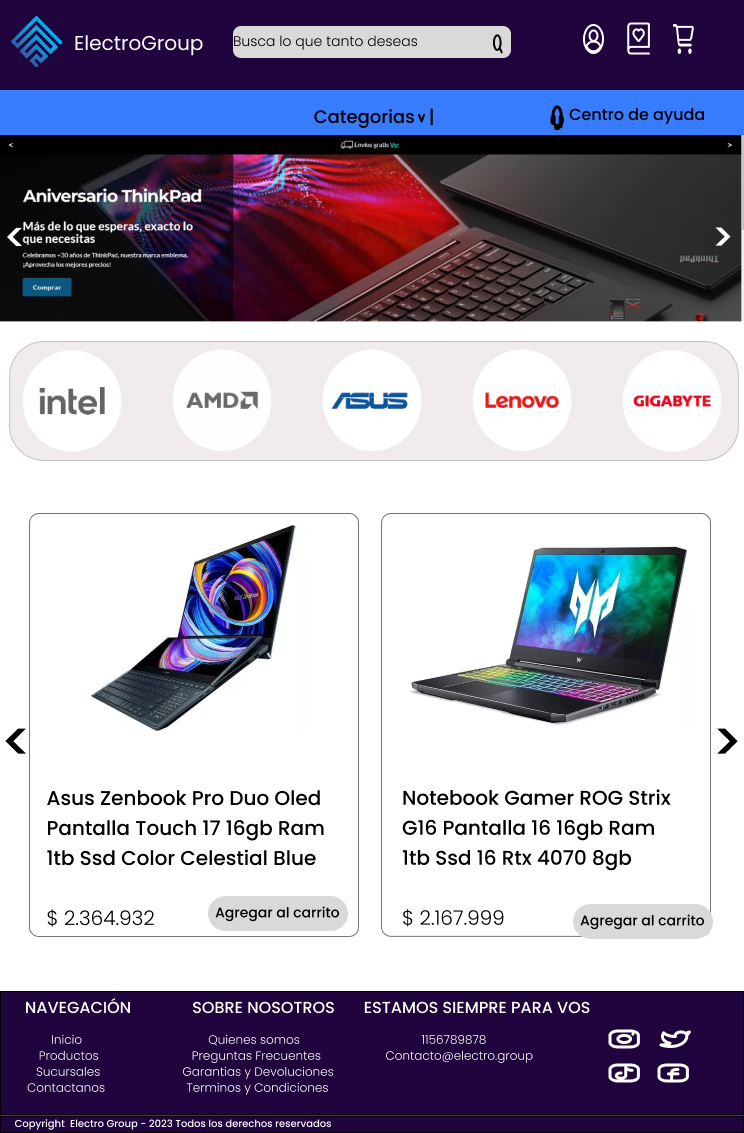 ElectroGroup
Busca lo que tanto deseas
Categorias v |
Centro de ayuda
< Envíos gratis Ver >
Aniversario ThinkPad
Más de lo que esperas, exacto lo
que necesitas
Celebramos +30 años de ThinkPad, nuestra marca emblema.
¡Aprovecha los mejores precios!
Comprar
ThinkPad
intel
AMD
ASUS
Lenovo
GIGABYTE
ASUS ZENBOOK
Asus Zenbook Pro Duo Oled
Pantalla Touch 17 16gb Ram
1tb Ssd Color Celestial Blue
$ 2.364.932
Agregar al carrito
Notebook Gamer ROG Strix
G16 Pantalla 16 16gb Ram
1tb Ssd 16 Rtx 4070 8gb
$ 2.167.999
Agregar al carrito
NAVEGACIÓN
Inicio
Productos
Sucursales
Contactanos
SOBRE NOSOTROS
Quienes somos
Preguntas Frecuentes
Garantias y Devoluciones
Terminos y Condiciones
ESTAMOS SIEMPRE PARA VOS
1156789878
Contacto@electro.group
Copyright Electro Group - 2023 Todos los derechos reservados